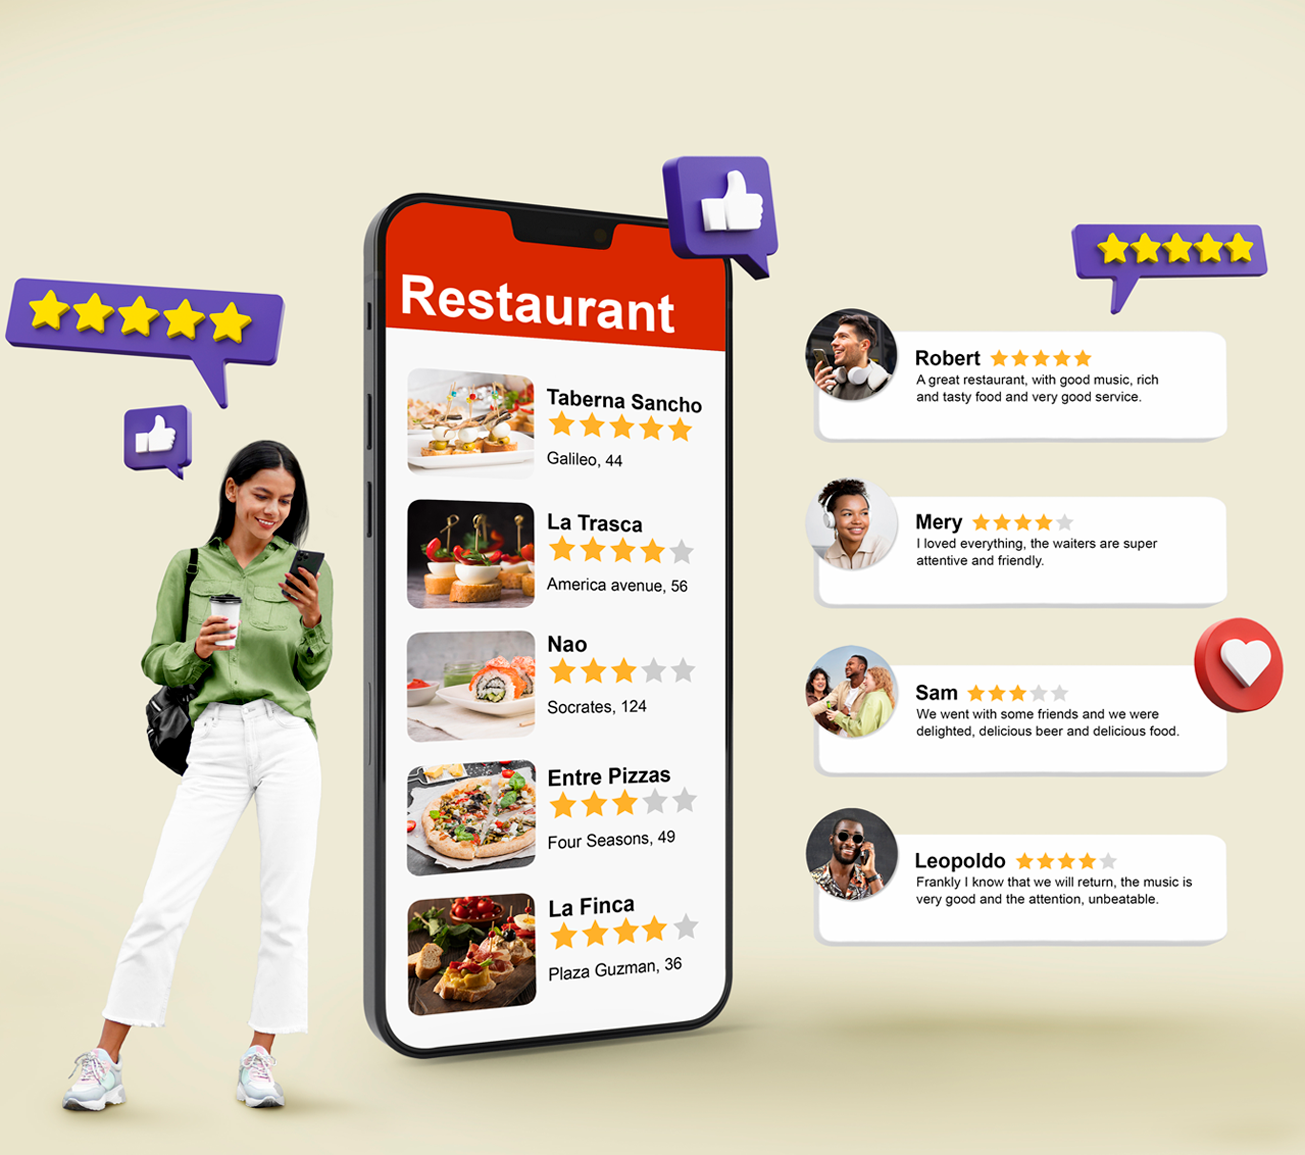 Restaurant
Taberna Sancho
Galileo, 44
La Trasca
America avenue, 56
Nao
Socrates, 124
Entre Pizzas
Four Seasons, 49
La Finca
Plaza Guzman, 36
Robert
A great restaurant, with good music, rich
and tasty food and very good service.
Mery
I loved everything, the waiters are super
attentive and friendly.
Sam
We went with some friends and we were
delighted, delicious beer and delicious food.
Leopoldo
Frankly I know that we will return, the music is
very good and the attention, unbeatable.